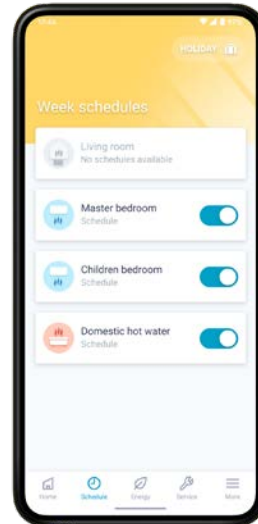 HOLIDAY
Week schedules
Living room
No schedules available
Master bedroom
Schedule
Children bedroom
Schedule
Domestic hot water
Schedule
Home
Schedule
Energy
Service
More